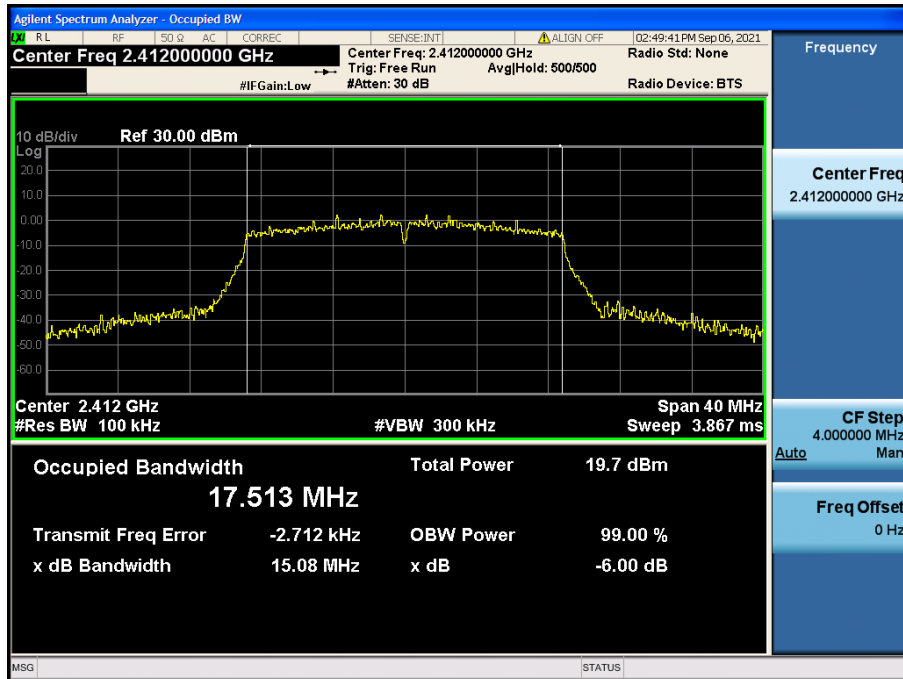 Agilent Spectrum Analyzer - Occupied BW
LXI RL RF 50 Ω AC CORREC SENSE:INT ALIGN OFF 02:49:41 PM Sep 06, 2021
Center Freq 2.412000000 GHz
Center Freq: 2.412000000 GHz
Radio Std: None
Trig: Free Run Avg|Hold: 500/500
#IFGain:Low
#Atten: 30 dB
Radio Device: BTS
10 dB/div Ref 30.00 dBm
Log
20.0
10.0
0.00
-10.0
-20.0
-30.0
-40.0
-50.0
-60.0
Center 2.412 GHz Span 40 MHz
#Res BW 100 kHz #VBW 300 kHz Sweep 3.867 ms
Occupied Bandwidth Total Power 19.7 dBm
17.513 MHz
Transmit Freq Error -2.712 kHz OBW Power 99.00 %
x dB Bandwidth 15.08 MHz x dB -6.00 dB
Frequency
Center Freq
2.412000000 GHz
CF Step
4.000000 MHz
Auto Man
Freq Offset
0 Hz
MSG STATUS